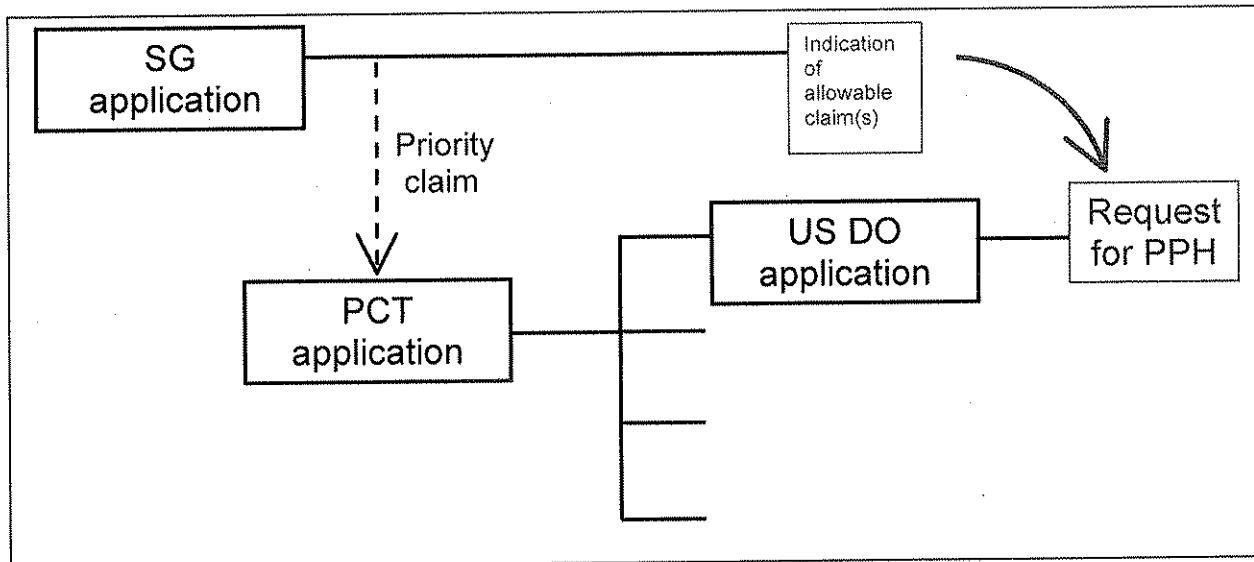 SG
application
Indication
of
allowable
claim(s)
Priority
claim
US DO
application
Request
for PPH
PCT
application